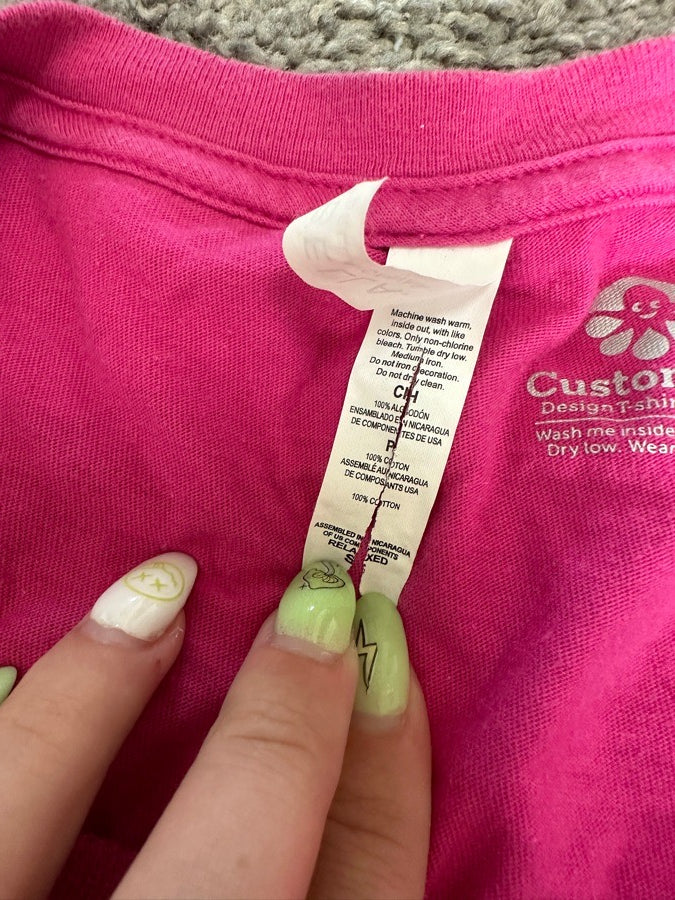 Machine wash warm,
inside out, with like
colors. Only non-chlorine
bleach. Tumble dry low.
Medium iron.
Do not iron decoration.
Do not dry clean.
C/H
100% ALGODÓN
ENSAMBLADO EN NICARAGUA
DE COMPONENTES DE USA
P
100% COTON
ASSEMBLÉ AU NICARAGUA
DE COMPOSANTS USA
100% COTTON
ASSEMBLED IN NICARAGUA
OF US COMPONENTS
RELAXED
Custom
Design T-shir
Wash me inside
Dry low. Wear